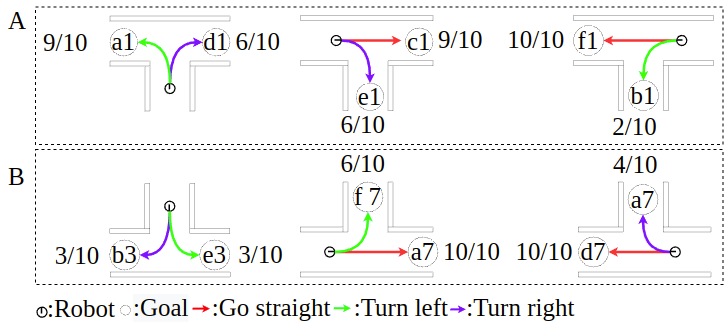 A
9/10 a1 d1 6/10
c1 9/10
e1
6/10
10/10 f1
b1
2/10
B
3/10 b3 e3 3/10
6/10
f 7
a7 10/10
4/10
a7
10/10 d7
:Robot :Goal :Go straight :Turn left :Turn right